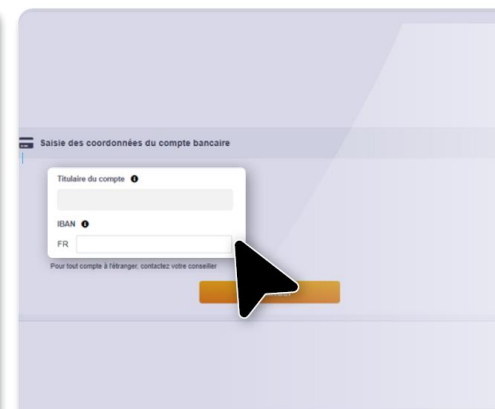 Saisie des coordonnées du compte bancaire
Titulaire du compte
IBAN
FR
Pour tout compte à l'étranger, contactez votre conseiller